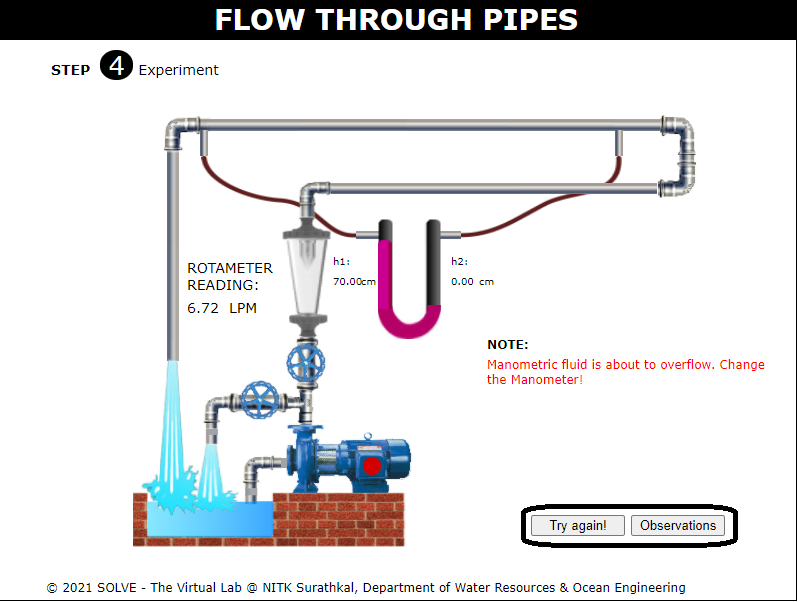 FLOW THROUGH PIPES
STEP 4 Experiment
ROTAMETER
READING:
6.72 LPM
h1:
70.00cm
h2:
0.00 cm
NOTE:
Manometric fluid is about to overflow. Change
the Manometer!
Try again! Observations
© 2021 SOLVE - The Virtual Lab @ NITK Surathkal, Department of Water Resources & Ocean Engineering